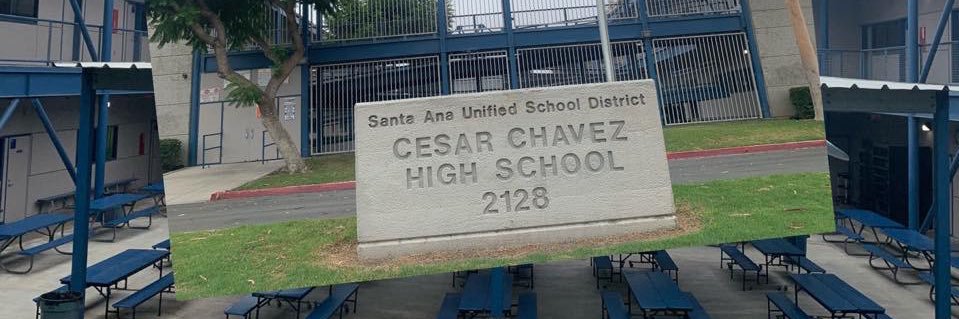 Santa Ana Unified School District
CESAR CHAVEZ
HIGH SCHOOL
2128